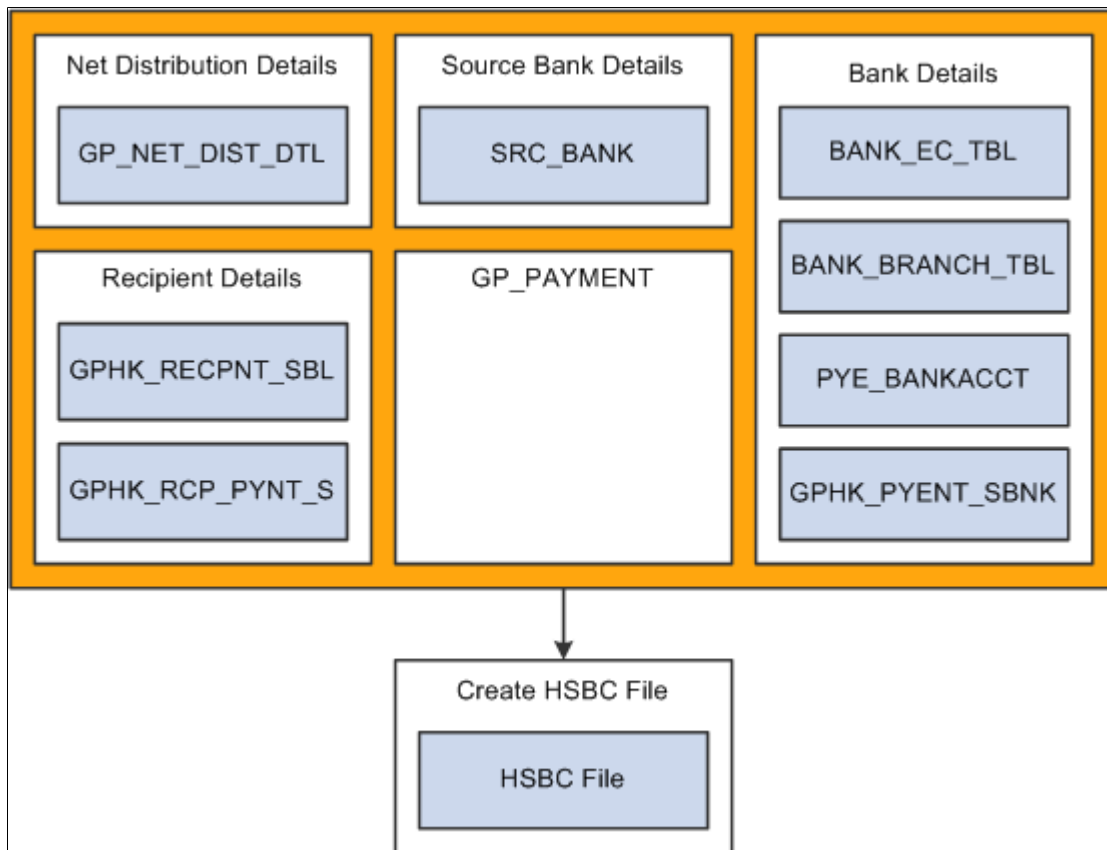 Net Distribution Details
GP_NET_DIST_DTL
Source Bank Details
SRC_BANK
Bank Details
BANK_EC_TBL
BANK_BRANCH_TBL
PYE_BANKACCT
GPHK_PYENT_SBNK
Recipient Details
GPHK_RECPNT_SBL
GPHK_RCP_PYNT_S
GP_PAYMENT
Create HSBC File
HSBC File